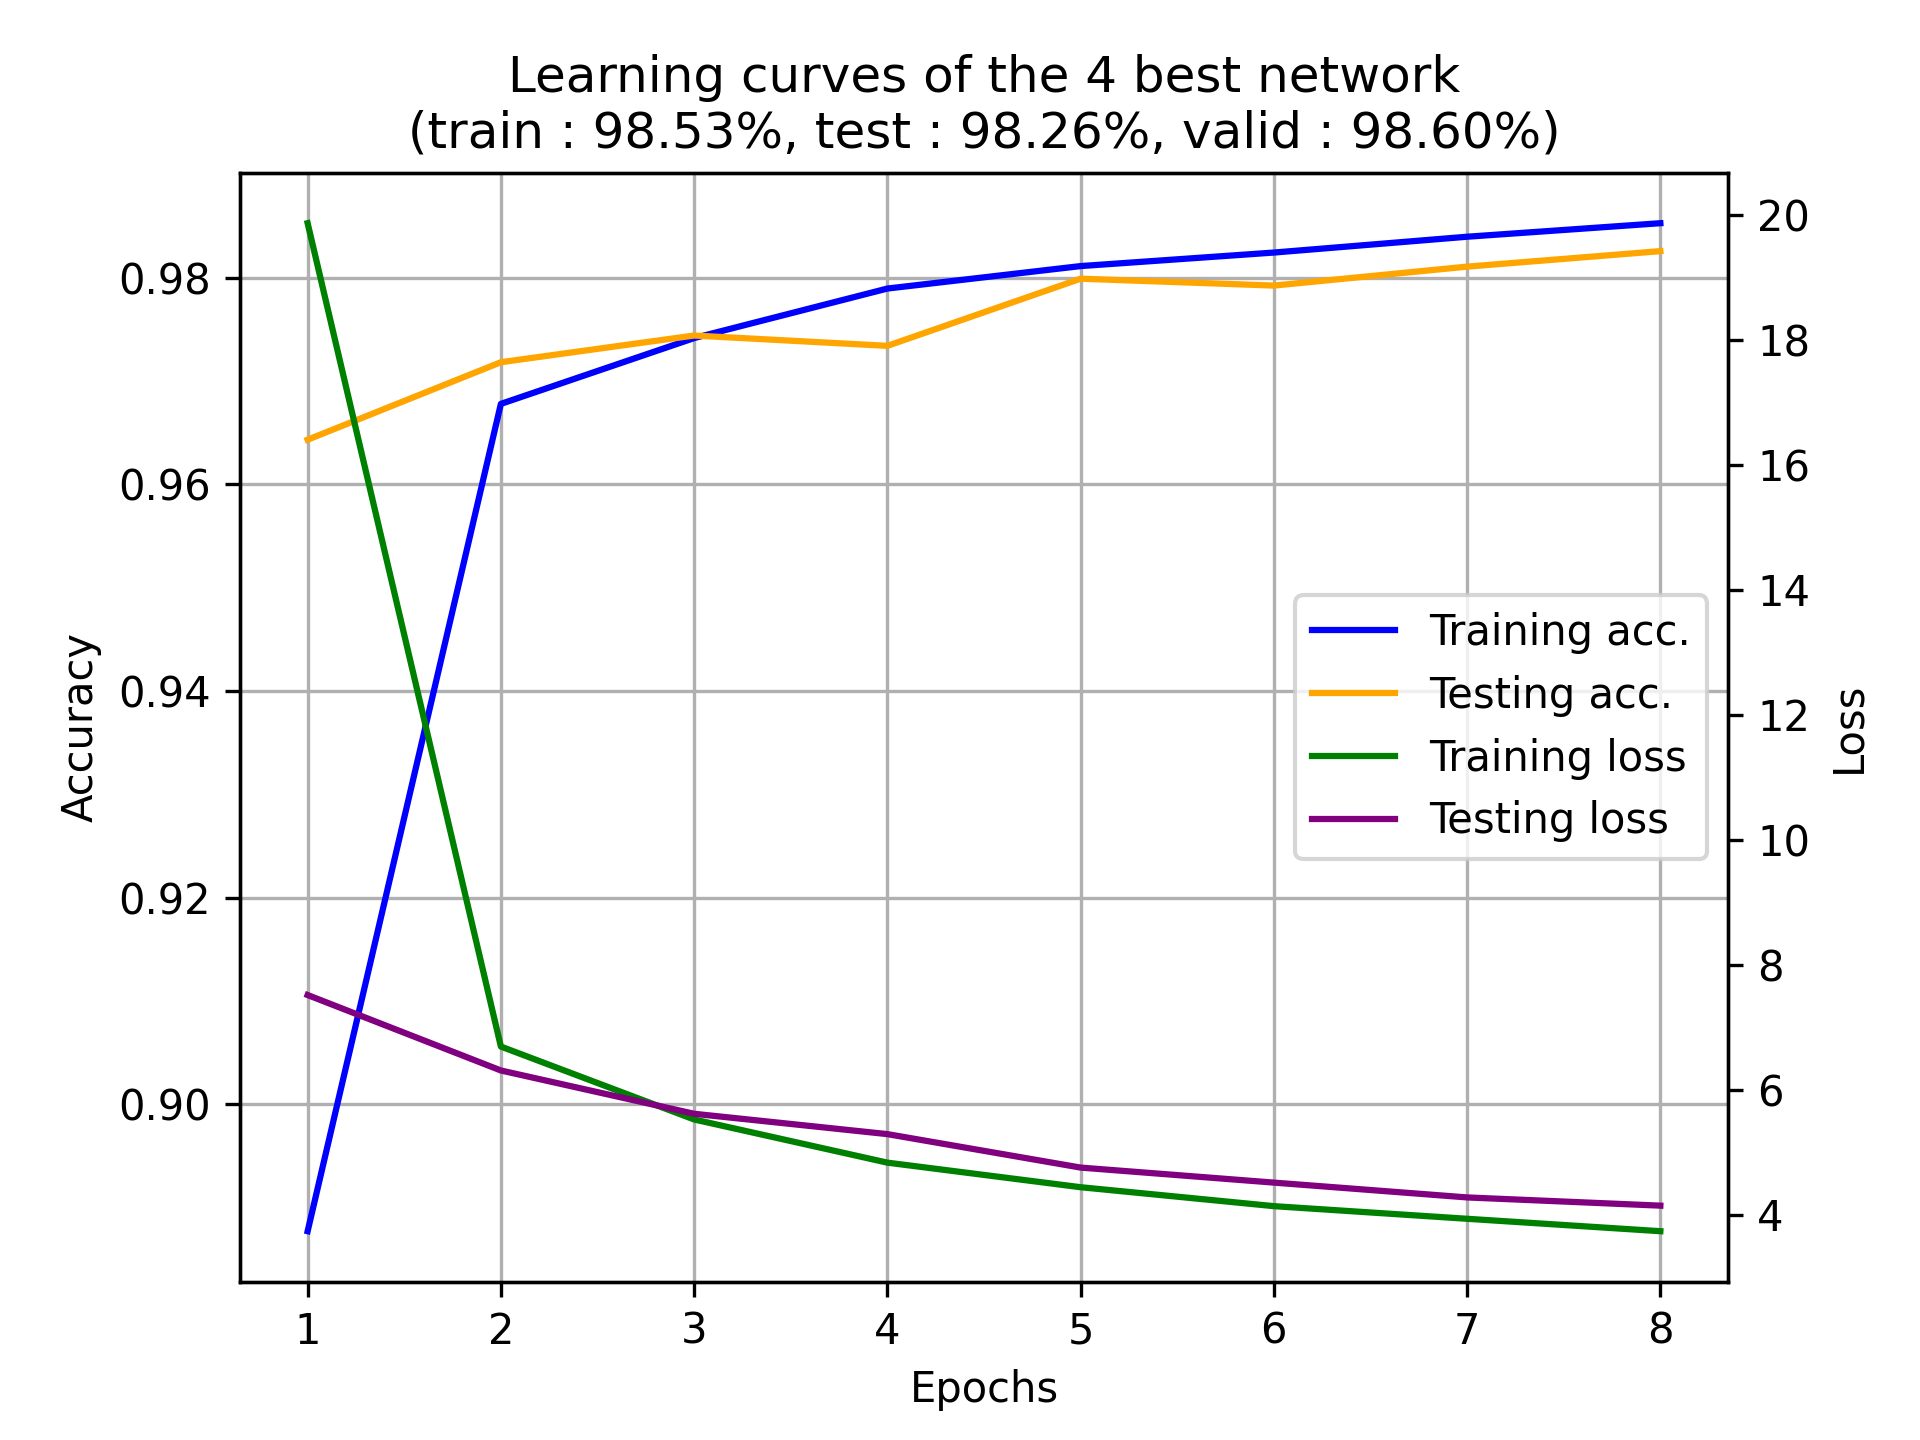 Learning curves of the 4 best network
(train : 98.53%, test : 98.26%, valid : 98.60%)
Accuracy
0.98
0.96
0.94
0.92
0.90
20
18
16
14
12
10
8
6
4
Loss
Training acc.
Testing acc.
Training loss
Testing loss
1 2 3 4 5 6 7 8
Epochs